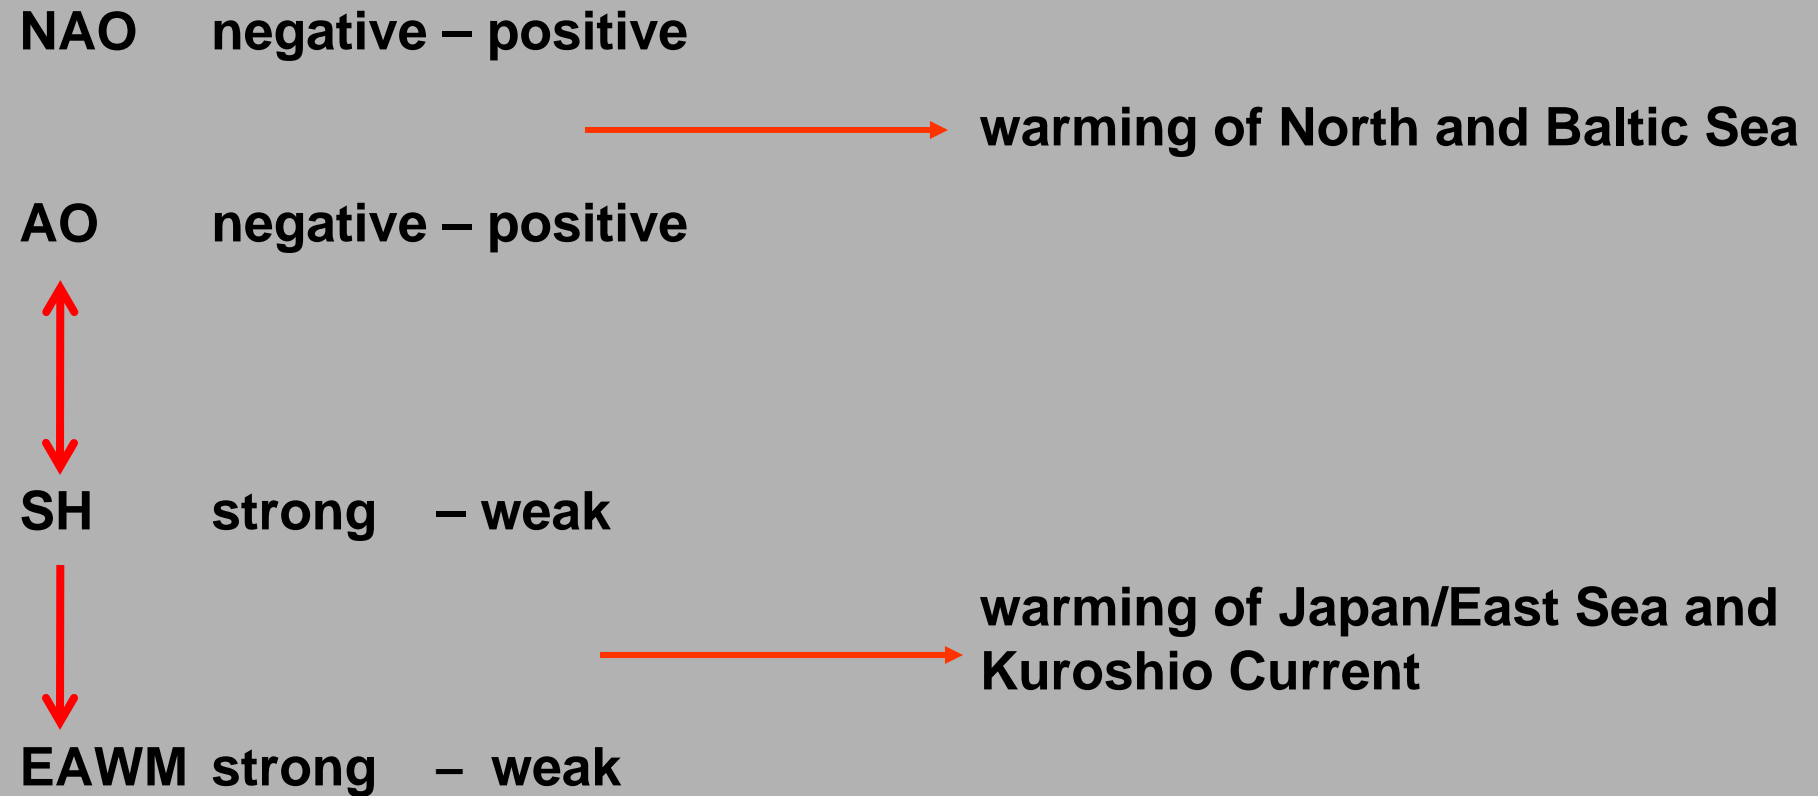 NAO negative – positive
warming of North and Baltic Sea
AO negative – positive
SH strong – weak
warming of Japan/East Sea and
Kuroshio Current
EAWM strong – weak